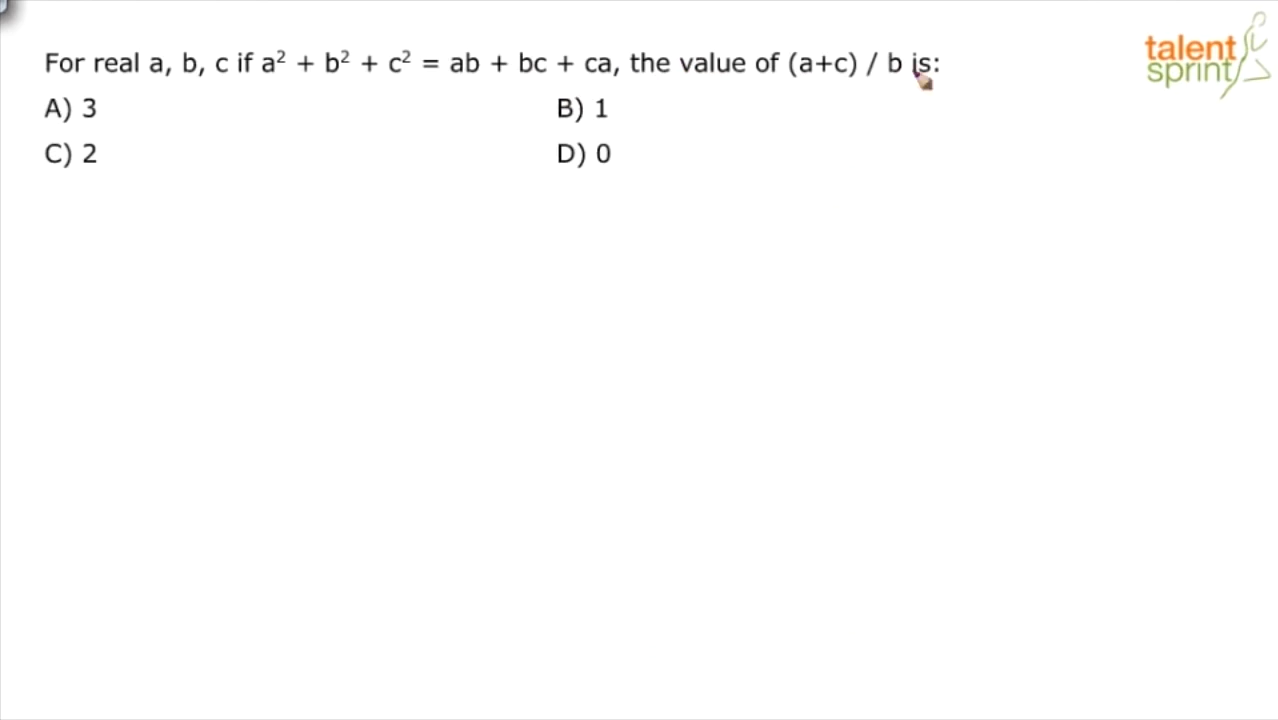 For real a, b, c if a² + b² + c² = ab + bc + ca, the value of (a+c) / b is:
A) 3 B) 1
C) 2 D) 0
talent
sprint